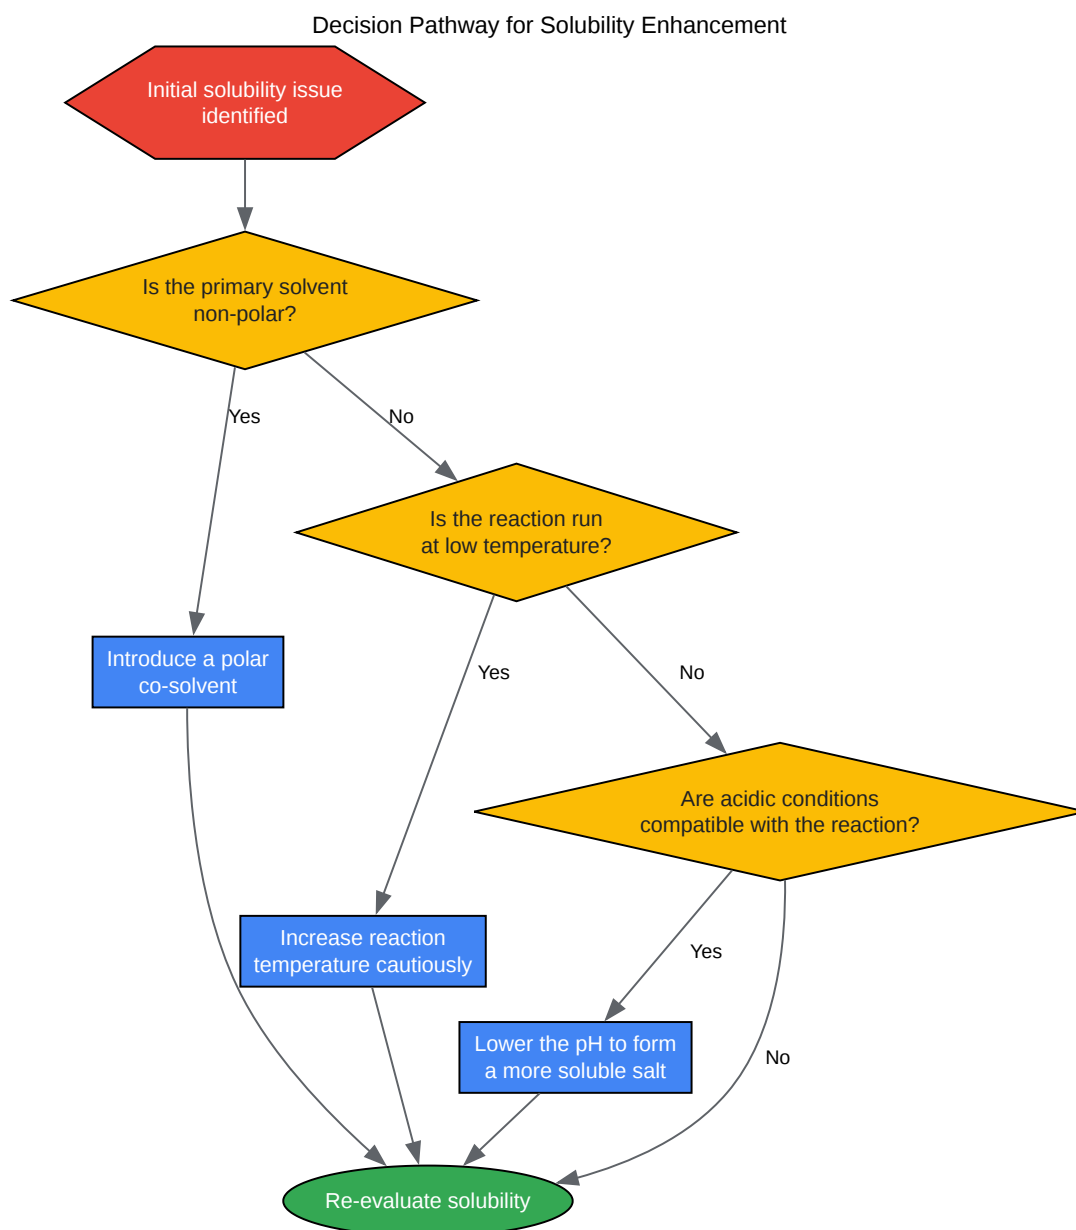 Decision Pathway for Solubility Enhancement
Initial solubility issue
identified
Is the primary solvent
non-polar?
Yes
No
Is the reaction run
at low temperature?
Introduce a polar
co-solvent
Yes
No
Are acidic conditions
compatible with the reaction?
Increase reaction
temperature cautiously
Yes
Lower the pH to form
a more soluble salt
No
Re-evaluate solubility